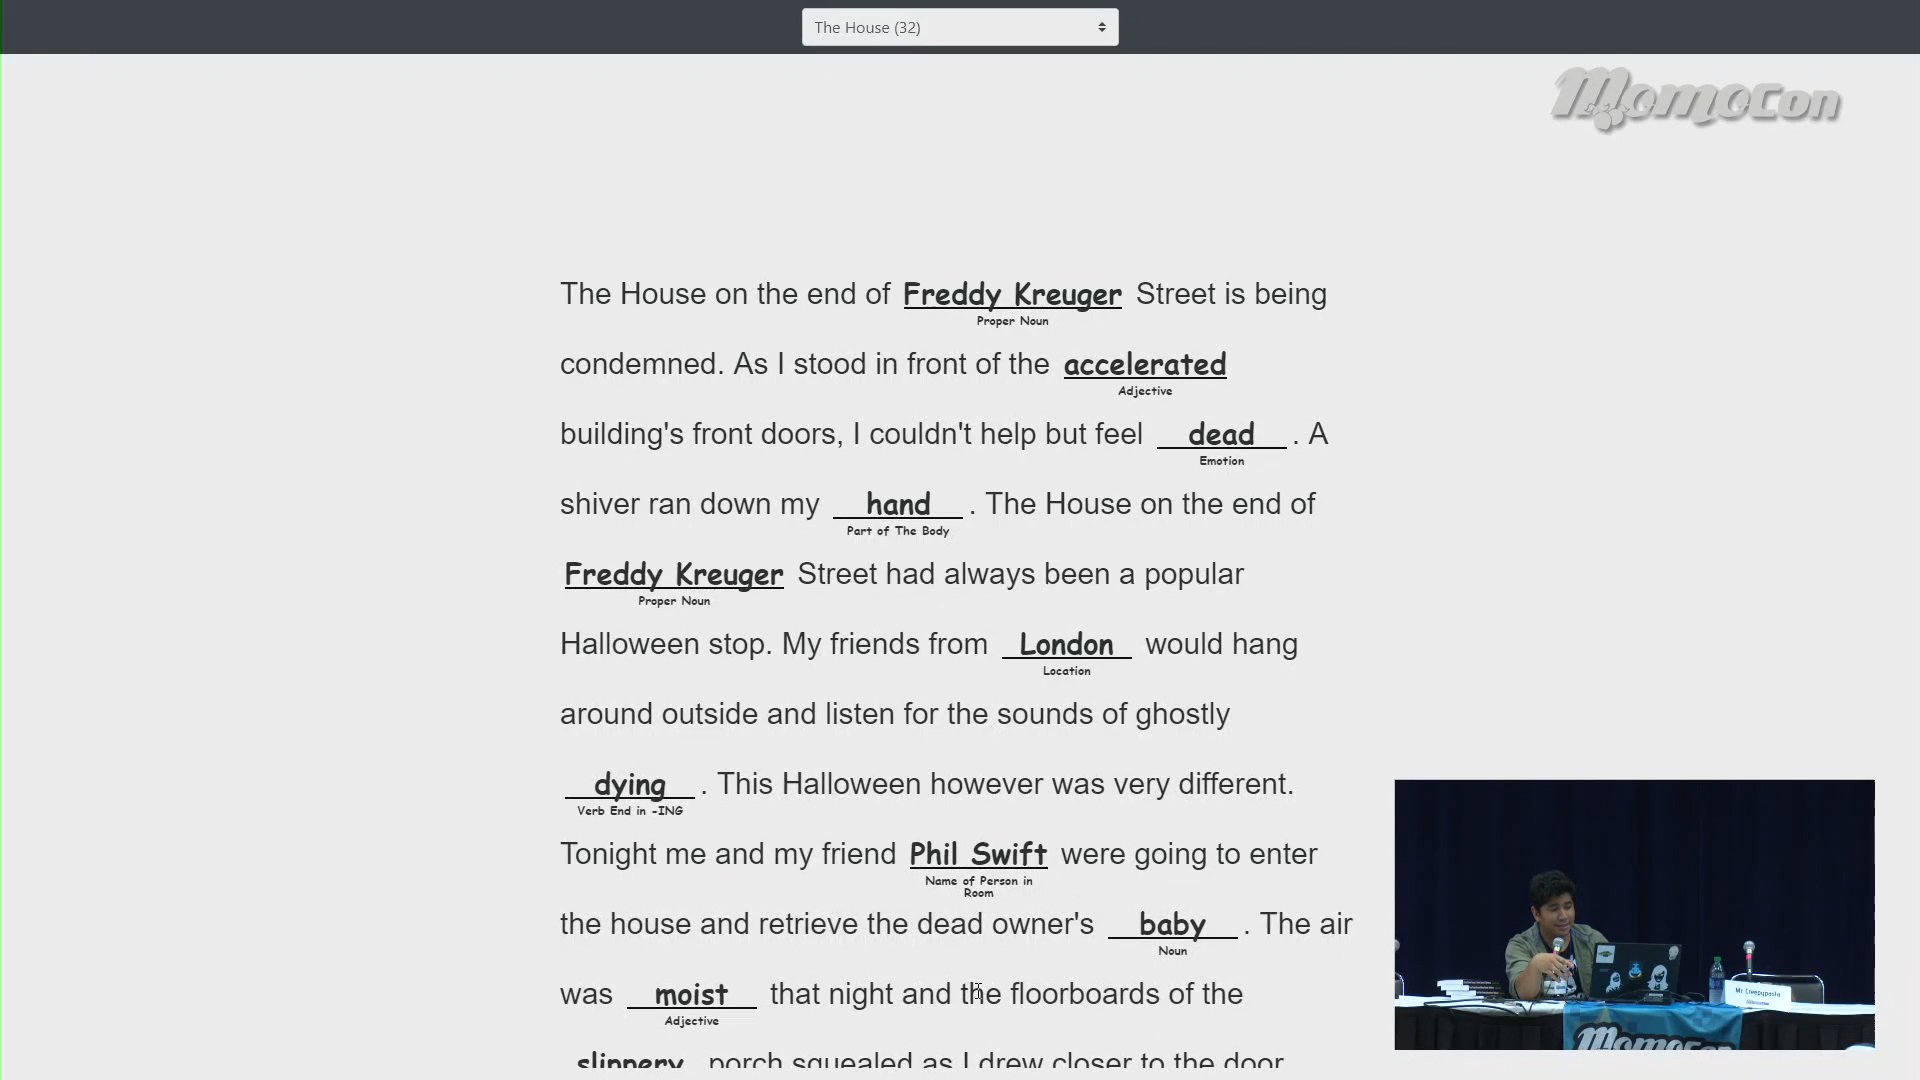 The House (32)
MomoCon
The House on the end of Freddy Kreuger Street is being
Proper Noun
condemned. As I stood in front of the accelerated
Adjective
building's front doors, I couldn't help but feel dead . A
Emotion
shiver ran down my hand . The House on the end of
Part of The Body
Freddy Kreuger Street had always been a popular
Proper Noun
Halloween stop. My friends from London would hang
Location
around outside and listen for the sounds of ghostly
dying . This Halloween however was very different.
Verb End in -ING
Tonight me and my friend Phil Swift were going to enter
Name of Person in
Room
the house and retrieve the dead owner's baby . The air
Noun
was moist that night and the floorboards of the
Adjective
slippery porch squealed as I drew closer to the door
Mr. Creepypasta
MomoCon